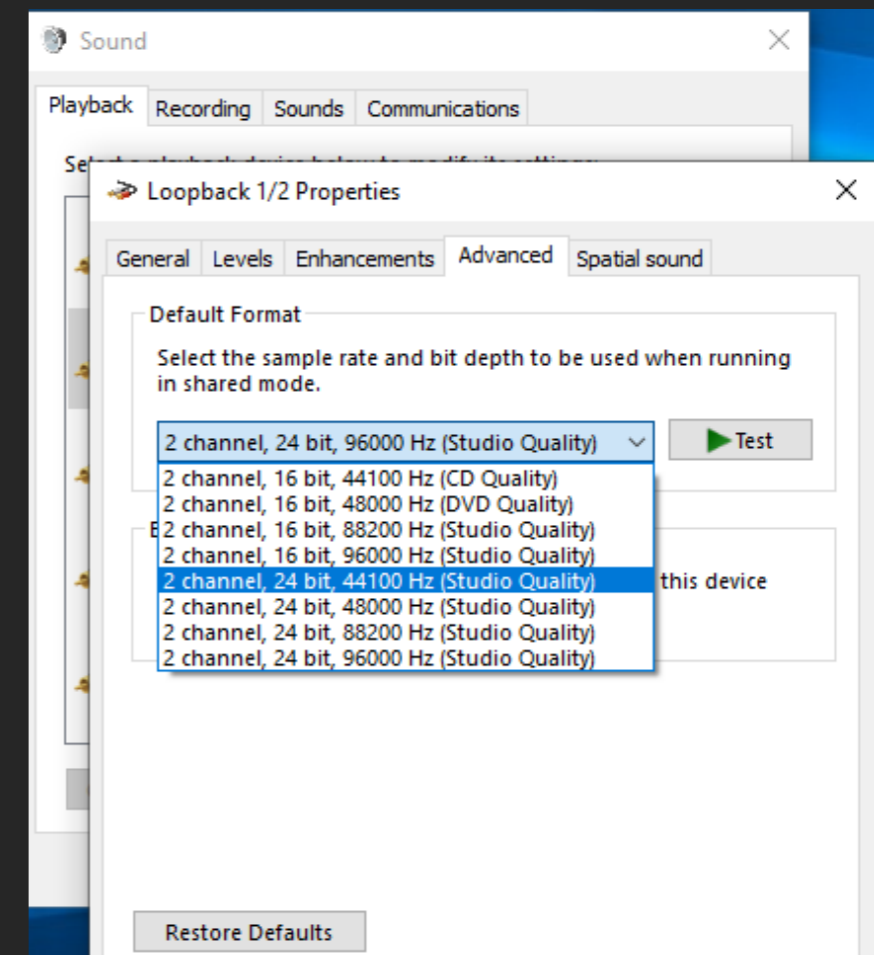 Sound
Playback Recording Sounds Communications
Loopback 1/2 Properties
General Levels Enhancements Advanced Spatial sound
Default Format
Select the sample rate and bit depth to be used when running
in shared mode.
2 channel, 24 bit, 96000 Hz (Studio Quality)
Test
2 channel, 16 bit, 44100 Hz (CD Quality)
2 channel, 16 bit, 48000 Hz (DVD Quality)
2 channel, 16 bit, 88200 Hz (Studio Quality)
2 channel, 16 bit, 96000 Hz (Studio Quality)
2 channel, 24 bit, 44100 Hz (Studio Quality) this device
2 channel, 24 bit, 48000 Hz (Studio Quality)
2 channel, 24 bit, 88200 Hz (Studio Quality)
2 channel, 24 bit, 96000 Hz (Studio Quality)
Restore Defaults